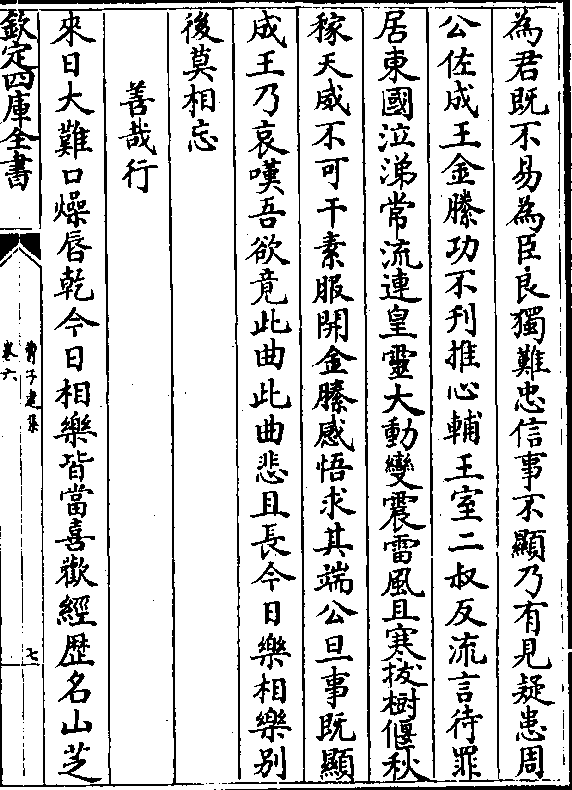 為君既不易為臣良獨難忠信事不顯乃有見疑患周
公佐成王金縢功不刋推心輔王室二叔反流言待罪
居東國泣涕常流連皇靈大動變震雷風且寒拔樹偃秋
稼天威不可干素服開金縢感悟求其端公旦事既顯
成王乃哀嘆吾欲竟此曲此曲悲且長今日樂相樂别
後莫相忘
善哉行
來日大難口燥唇乾今日相樂皆當喜歡經歴名山芝
欽定四庫全書
曹子建集
卷六
七